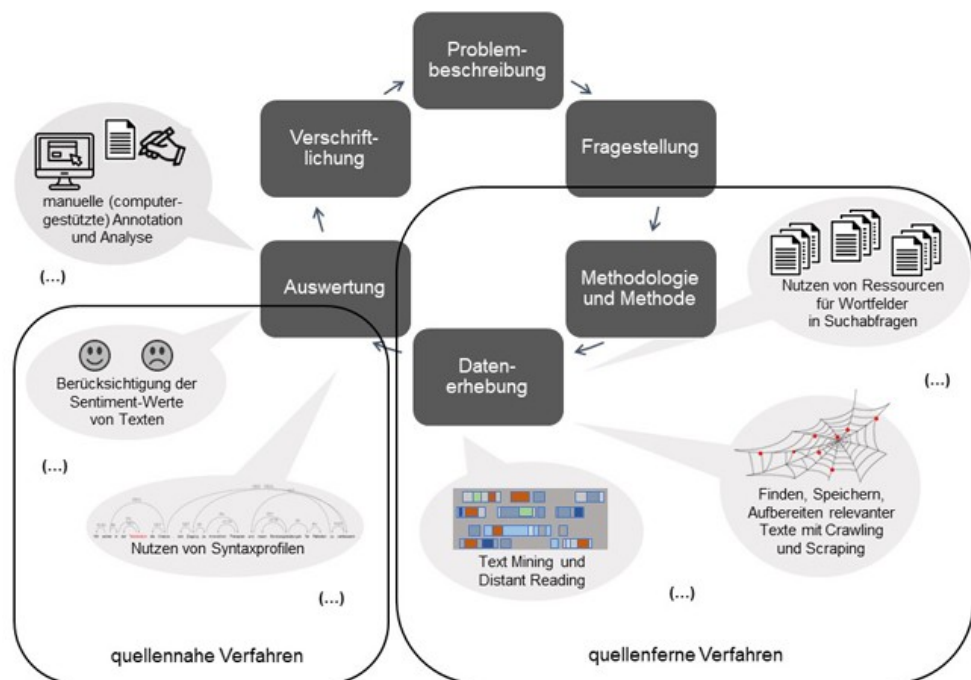 Problem-
beschreibung
Verschrift-
lichung
Fragestellung
manuelle (computer-
gestützte) Annotation
und Analyse
(...)
Auswertung
Methodologie
und Methode
Nutzen von Ressourcen
für Wortfelder
in Suchabfragen
(...)
Daten-
erhebung
Berücksichtigung der
Sentiment-Werte
von Texten
(...)
Nutzen von Syntaxprofilen
(...)
Text Mining und
Distant Reading
Finden, Speichern,
Aufbereiten relevanter
Texte mit Crawling
und Scraping
(...)
quellennahe Verfahren
quellenferne Verfahren